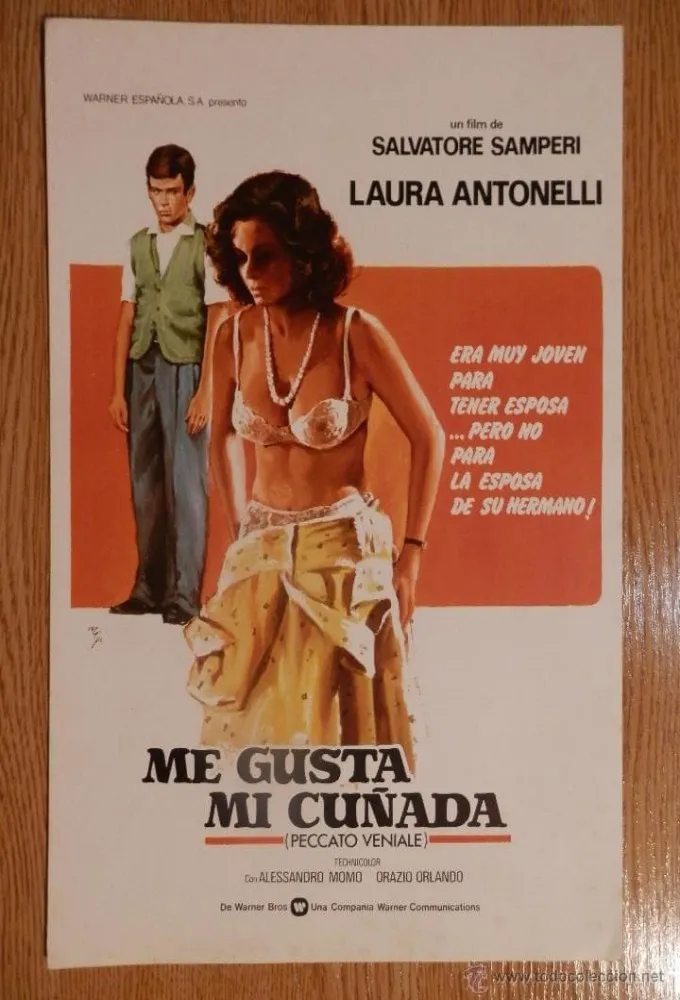 WARNER ESPAÑOLA, S.A. presenta
un film de
SALVATORE SAMPERI
LAURA ANTONELLI
ERA MUY JOVEN
PARA
TENER ESPOSA
...PERO NO
PARA
LA ESPOSA
DE SU HERMANO!
ME GUSTA
MI CUÑADA
(PECCATO VENIALE)
TECHNICOLOR
Con ALESSANDRO MOMO ORAZIO ORLANDO
De Warner Bros W Una Compañia Warner Communications
www.todocoleccion.net